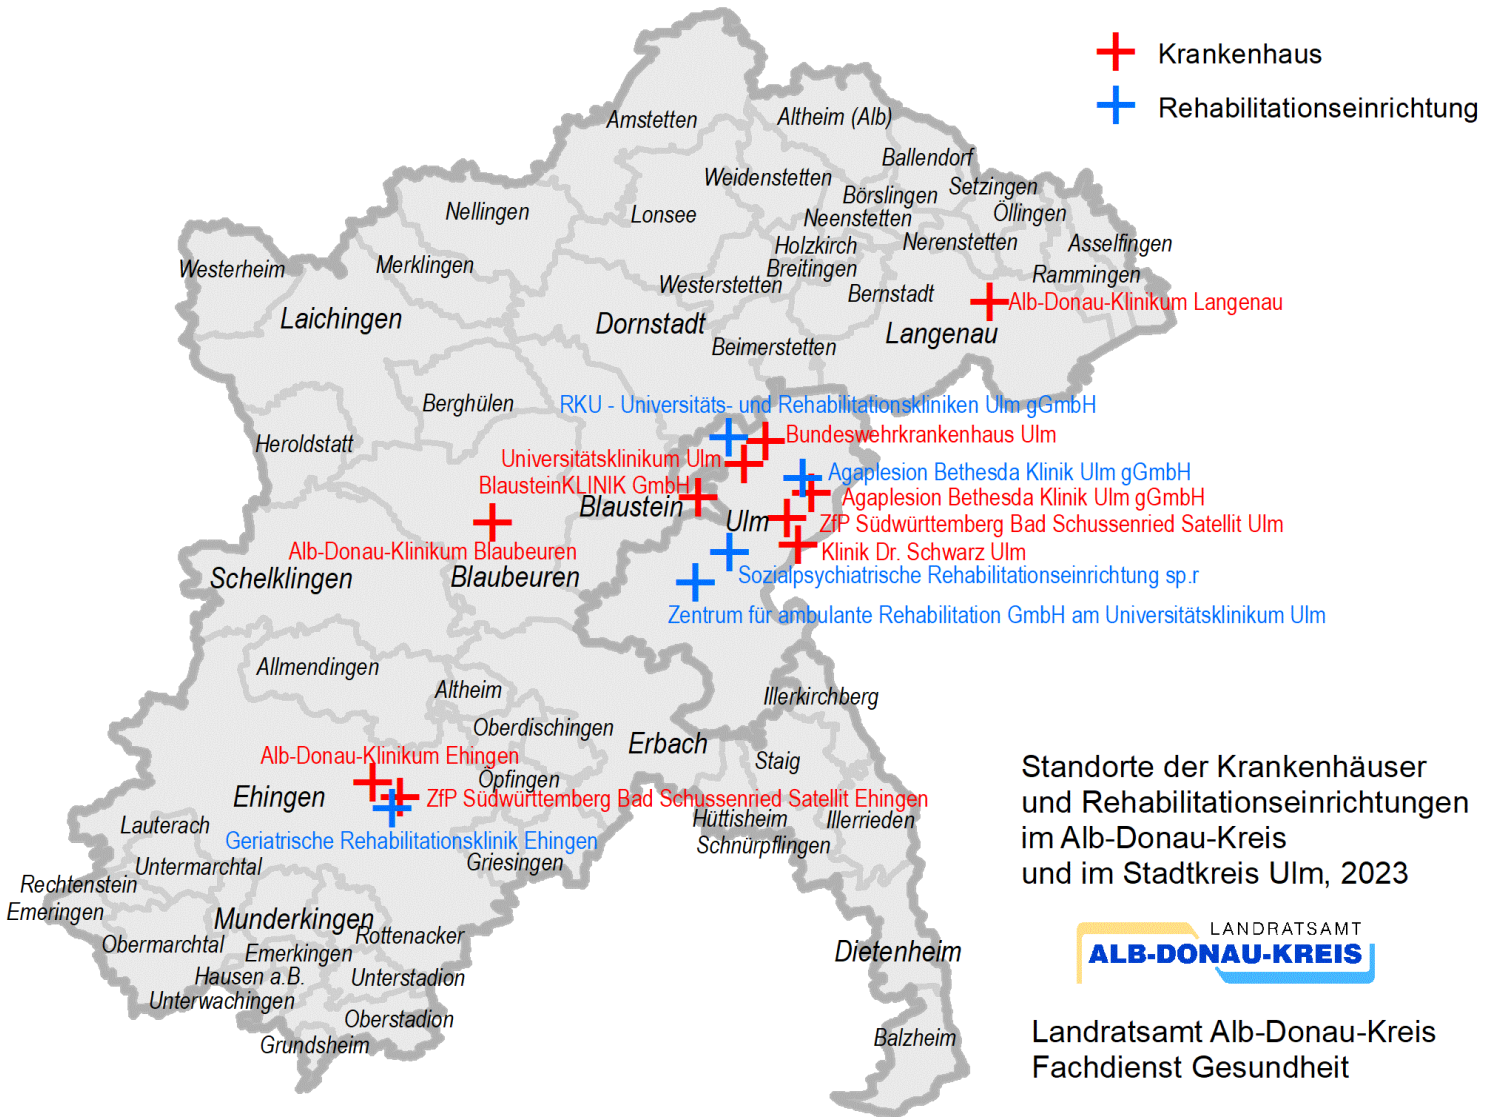 Krankenhaus
Rehabilitationseinrichtung
Amstetten
Altheim (Alb)
Ballendorf
Weidenstetten
Setzingen
Börslingen
Nellingen
Lonsee
Neenstetten
Öllingen
Holzkirch
Nerenstetten
Asselfingen
Westerheim
Merklingen
Breitingen
Rammingen
Westerstetten
Bernstadt
Alb-Donau-Klinikum Langenau
Laichingen
Dornstadt
Langenau
Beimerstetten
Berghülen
RKU - Universitäts- und Rehabilitationskliniken Ulm gGmbH
Heroldstatt
Bundeswehrkrankenhaus Ulm
Universitätsklinikum Ulm
Agaplesion Bethesda Klinik Ulm gGmbH
BlausteinKLINIK GmbH
Agaplesion Bethesda Klinik Ulm gGmbH
Blaustein
Ulm
ZfP Südwürttemberg Bad Schussenried Satellit Ulm
Alb-Donau-Klinikum Blaubeuren
Klinik Dr. Schwarz Ulm
Schelklingen
Blaubeuren
Sozialpsychiatrische Rehabilitationseinrichtung sp.r
Zentrum für ambulante Rehabilitation GmbH am Universitätsklinikum Ulm
Allmendingen
Altheim
Illerkirchberg
Oberdischingen
Erbach
Alb-Donau-Klinikum Ehingen
Staig
Öpfingen
Ehingen
ZfP Südwürttemberg Bad Schussenried Satellit Ehingen
Lauterach
Hüttisheim
Illerrieden
Geriatrische Rehabilitationsklinik Ehingen
Schnürpflingen
Untermarchtal
Griesingen
Rechtenstein
Emeringen
Munderkingen
Obermarchtal
Rottenacker
Emerkingen
Dietenheim
Hausen a.B.
Unterstadion
Unterwachingen
Oberstadion
Grundsheim
Balzheim
Standorte der Krankenhäuser
und Rehabilitationseinrichtungen
im Alb-Donau-Kreis
und im Stadtkreis Ulm, 2023
LANDRATSAMT
ALB-DONAU-KREIS
Landratsamt Alb-Donau-Kreis
Fachdienst Gesundheit